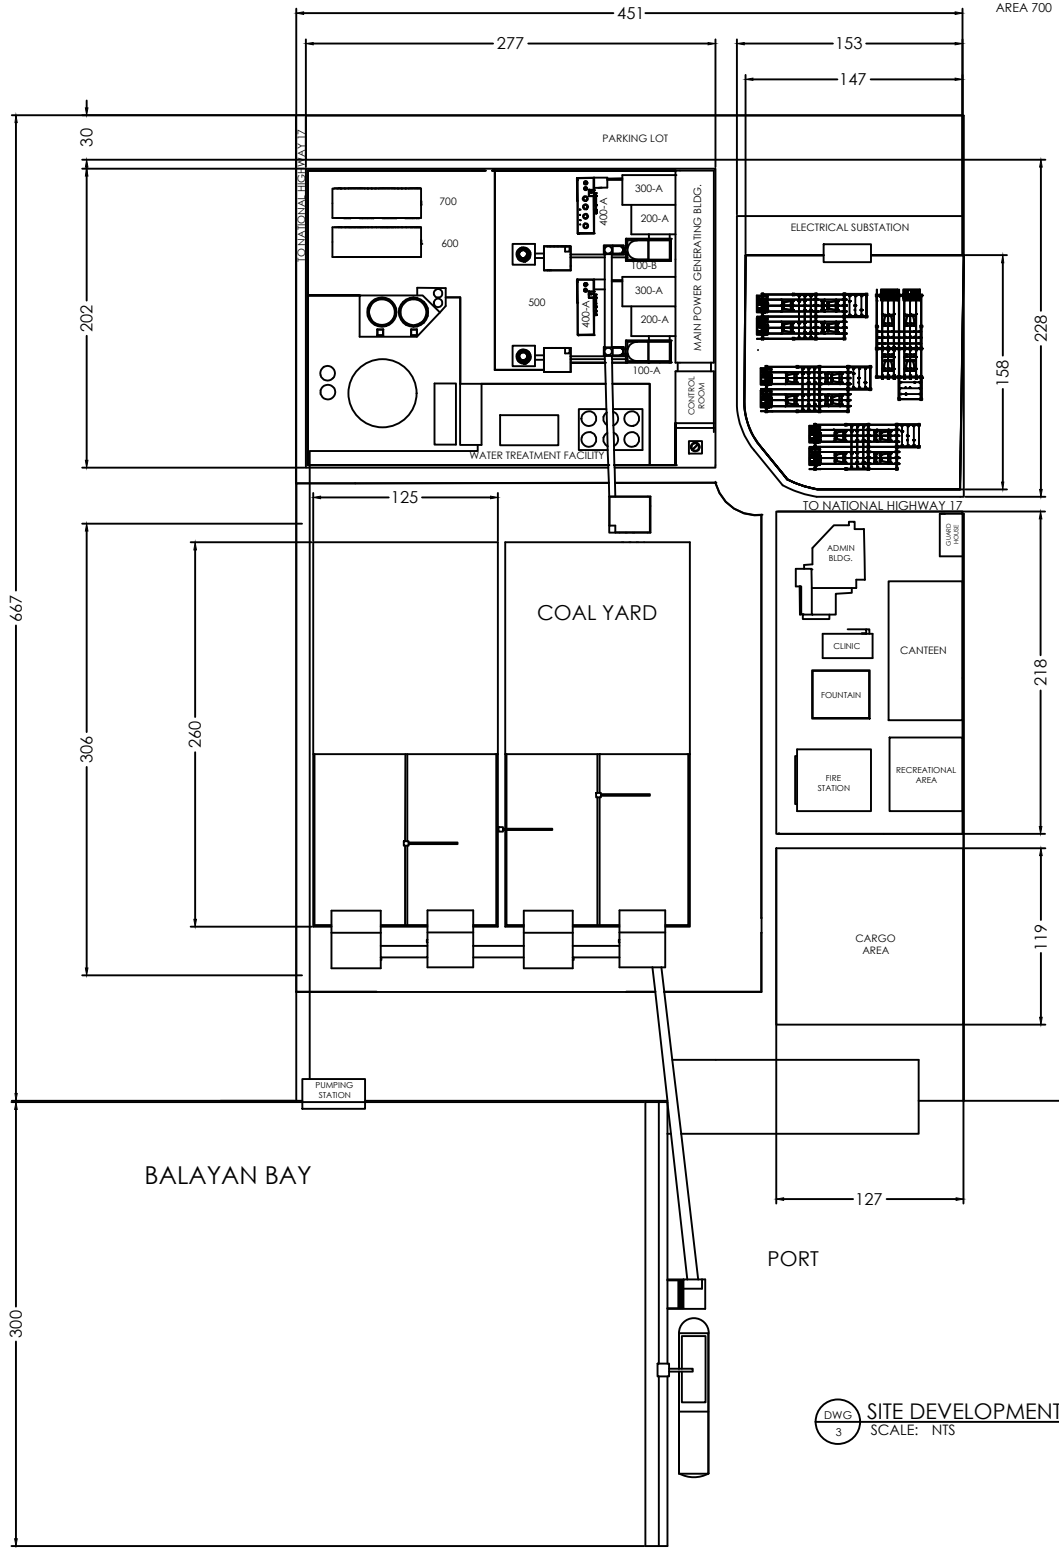 AREA 700
451
277
153
147
30
PARKING LOT
TO NATIONAL HIGHWAY 17
700
600
400-A
300-A
200-A
100-B
MAIN POWER GENERATING BLDG.
ELECTRICAL SUBSTATION
500
400-A
300-A
200-A
100-A
202
228
158
CONTROL
ROOM
WATER TREATMENT FACILITY
125
TO NATIONAL HIGHWAY 17
GUARD
HOUSE
ADMIN
BLDG.
COAL YARD
667
CLINIC
CANTEEN
218
FOUNTAIN
306
260
FIRE
STATION
RECREATIONAL
AREA
CARGO
AREA
119
PUMPING
STATION
BALAYAN BAY
127
PORT
300
DWG
3
SITE DEVELOPMENT
SCALE: NTS